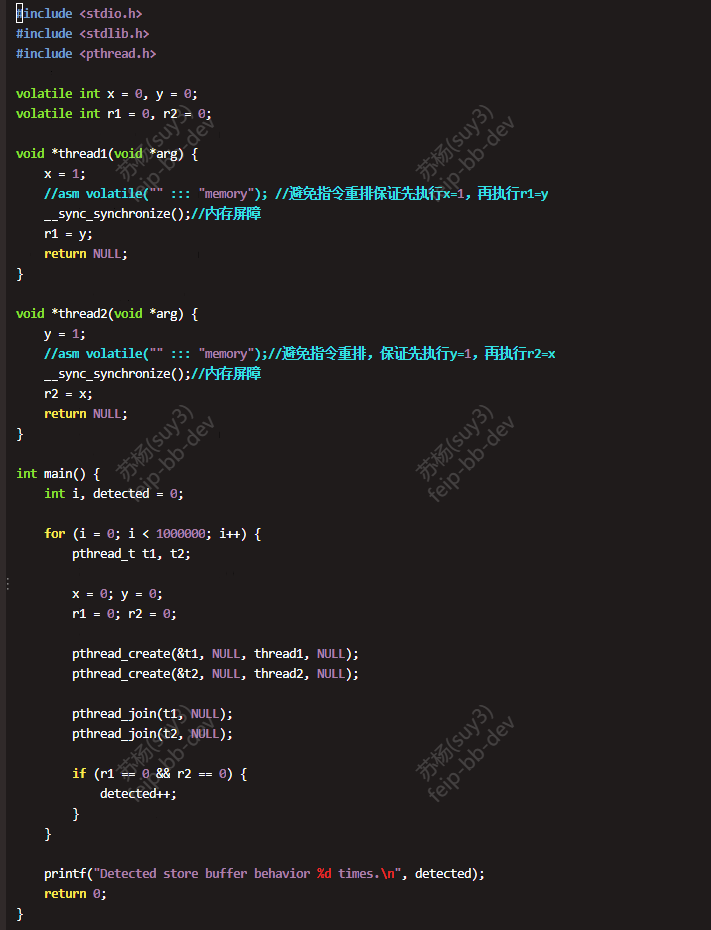 #include <stdio.h>
#include <stdlib.h>
#include <pthread.h>

volatile int x = 0, y = 0;
volatile int r1 = 0, r2 = 0;

void *thread1(void *arg) {
    x = 1;
    //asm volatile("" ::: "memory"); //避免指令重排保证先执行x=1，再执行r1=y
    __sync_synchronize();//内存屏障
    r1 = y;
    return NULL;
}

void *thread2(void *arg) {
    y = 1;
    //asm volatile("" ::: "memory");//避免指令重排，保证先执行y=1，再执行r2=x
    __sync_synchronize();//内存屏障
    r2 = x;
    return NULL;
}

int main() {
    int i, detected = 0;

    for (i = 0; i < 1000000; i++) {
        pthread_t t1, t2;

        x = 0; y = 0;
        r1 = 0; r2 = 0;

        pthread_create(&t1, NULL, thread1, NULL);
        pthread_create(&t2, NULL, thread2, NULL);

        pthread_join(t1, NULL);
        pthread_join(t2, NULL);

        if (r1 == 0 && r2 == 0) {
            detected++;
        }
    }

    printf("Detected store buffer behavior %d times.\n", detected);
    return 0;
}
苏杨(suy3)
feip-bb-dev
苏杨(suy3)
feip-bb-dev
苏杨(suy3)
feip-bb-dev
苏杨(suy3)
feip-bb-dev
苏杨(suy3)
feip-bb-dev
苏杨(suy3)
feip-bb-dev